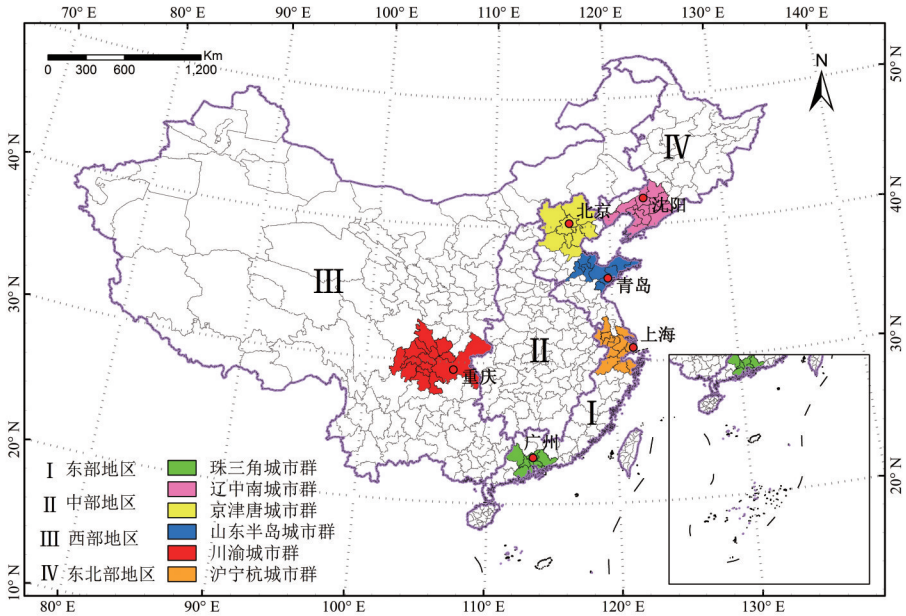 70° E 80° E 90° E 100° E 110° E 120° E 130° E 140° E
Km
0 300 600 1,200
N
50° N
40° N
40° N
30° N
30° N
20° N
20° N
10° N
Ⅳ
北京
沈阳
Ⅲ
青岛
上海
Ⅱ
重庆
Ⅰ
广州
Ⅰ 东部地区
Ⅱ 中部地区
Ⅲ 西部地区
Ⅳ 东北部地区
珠三角城市群
辽中南城市群
京津唐城市群
山东半岛城市群
川渝城市群
沪宁杭城市群
80° E 90° E 100° E 110° E 120° E 130° E